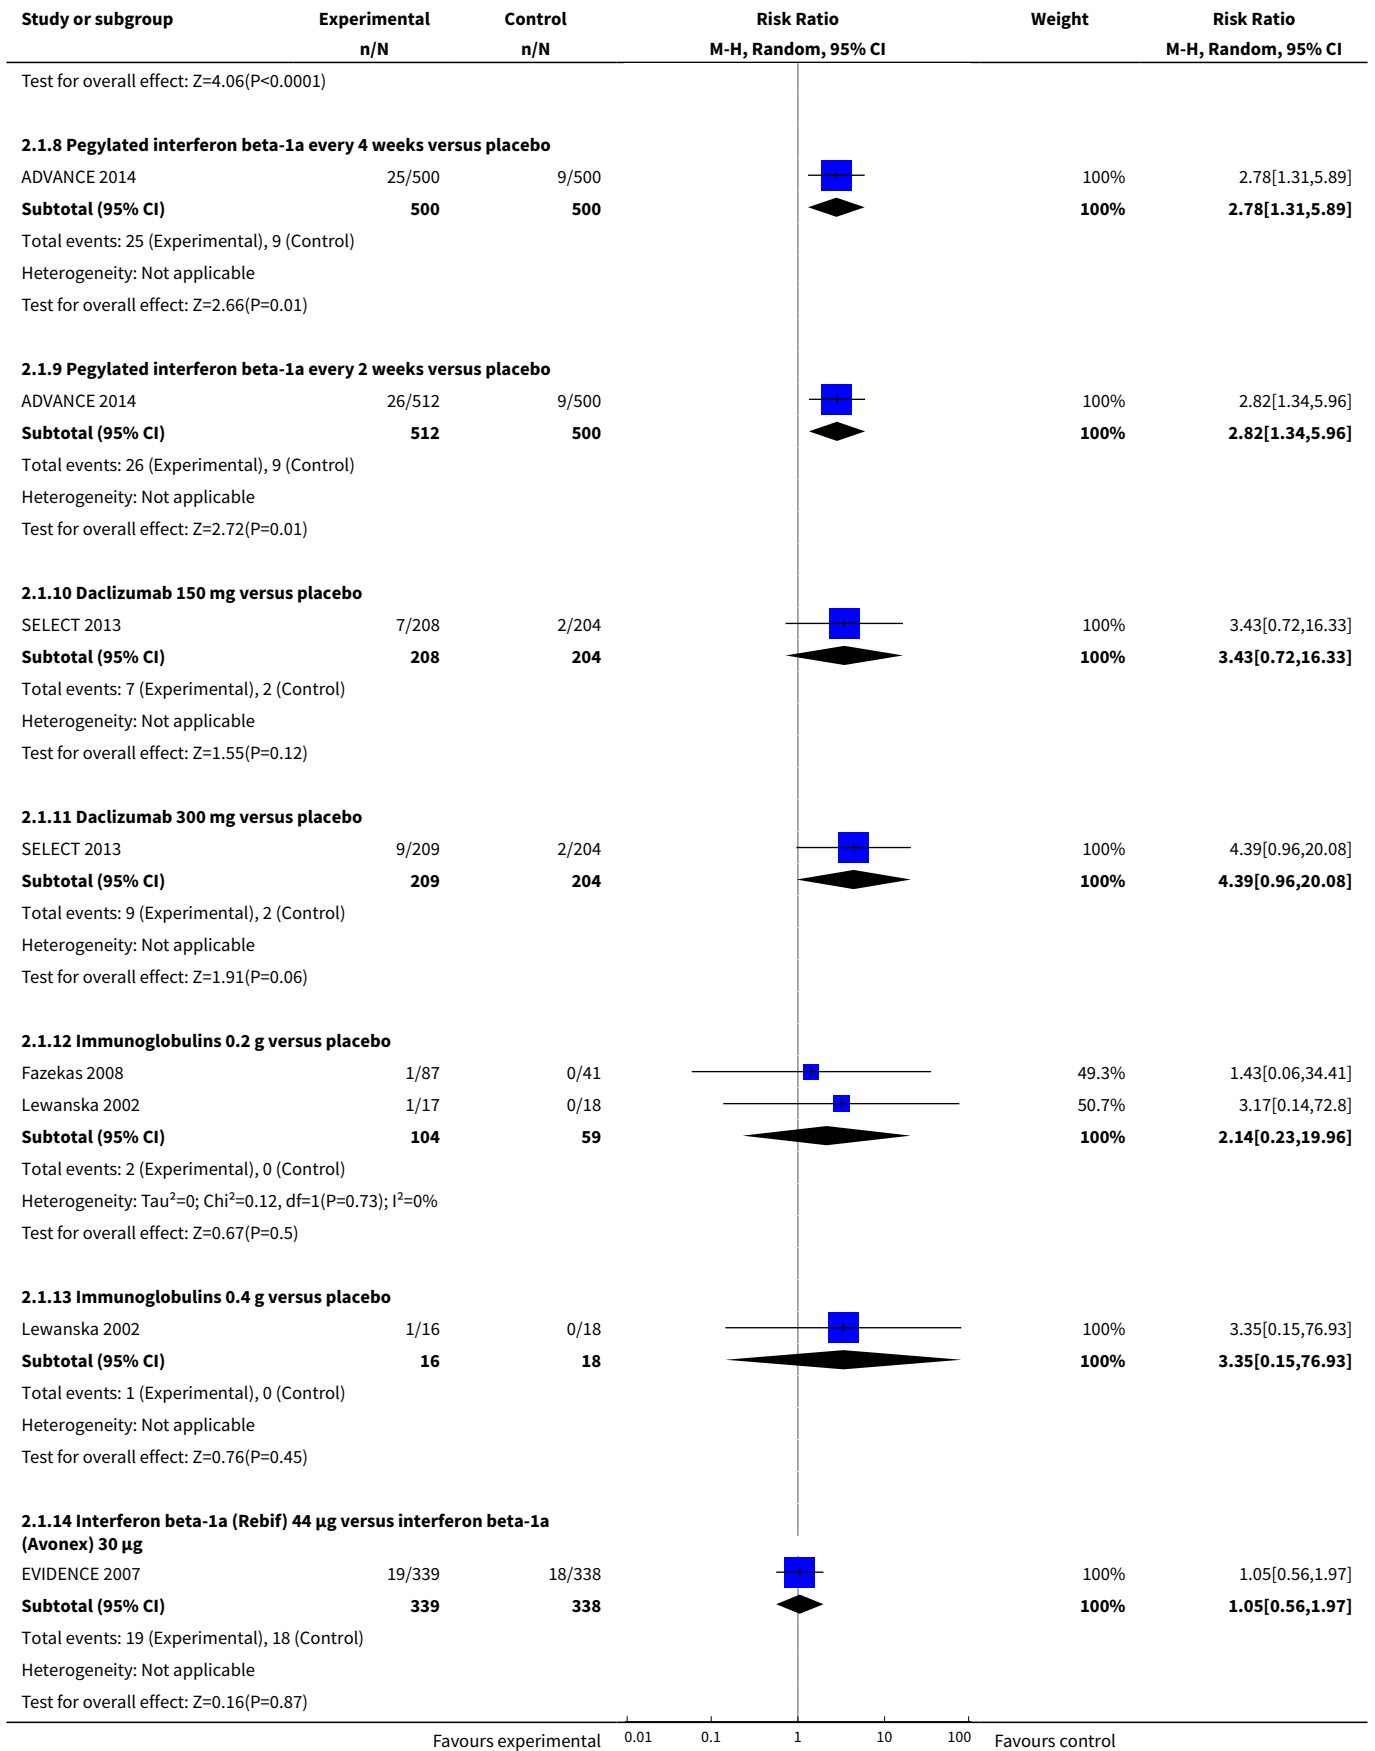 Study or subgroup Experimental Control Risk Ratio Weight Risk Ratio
n/N n/N M-H, Random, 95% CI M-H, Random, 95% CI
Test for overall effect: Z=4.06(P<0.0001)
2.1.8 Pegylated interferon beta-1a every 4 weeks versus placebo
ADVANCE 2014 25/500 9/500 100% 2.78[1.31,5.89]
Subtotal (95% CI) 500 500 100% 2.78[1.31,5.89]
Total events: 25 (Experimental), 9 (Control)
Heterogeneity: Not applicable
Test for overall effect: Z=2.66(P=0.01)
2.1.9 Pegylated interferon beta-1a every 2 weeks versus placebo
ADVANCE 2014 26/512 9/500 100% 2.82[1.34,5.96]
Subtotal (95% CI) 512 500 100% 2.82[1.34,5.96]
Total events: 26 (Experimental), 9 (Control)
Heterogeneity: Not applicable
Test for overall effect: Z=2.72(P=0.01)
2.1.10 Daclizumab 150 mg versus placebo
SELECT 2013 7/208 2/204 100% 3.43[0.72,16.33]
Subtotal (95% CI) 208 204 100% 3.43[0.72,16.33]
Total events: 7 (Experimental), 2 (Control)
Heterogeneity: Not applicable
Test for overall effect: Z=1.55(P=0.12)
2.1.11 Daclizumab 300 mg versus placebo
SELECT 2013 9/209 2/204 100% 4.39[0.96,20.08]
Subtotal (95% CI) 209 204 100% 4.39[0.96,20.08]
Total events: 9 (Experimental), 2 (Control)
Heterogeneity: Not applicable
Test for overall effect: Z=1.91(P=0.06)
2.1.12 Immunoglobulins 0.2 g versus placebo
Fazekas 2008 1/87 0/41 49.3% 1.43[0.06,34.41]
Lewanska 2002 1/17 0/18 50.7% 3.17[0.14,72.8]
Subtotal (95% CI) 104 59 100% 2.14[0.23,19.96]
Total events: 2 (Experimental), 0 (Control)
Heterogeneity: Tau²=0; Chi²=0.12, df=1(P=0.73); I²=0%
Test for overall effect: Z=0.67(P=0.5)
2.1.13 Immunoglobulins 0.4 g versus placebo
Lewanska 2002 1/16 0/18 100% 3.35[0.15,76.93]
Subtotal (95% CI) 16 18 100% 3.35[0.15,76.93]
Total events: 1 (Experimental), 0 (Control)
Heterogeneity: Not applicable
Test for overall effect: Z=0.76(P=0.45)
2.1.14 Interferon beta-1a (Rebif) 44 µg versus interferon beta-1a
(Avonex) 30 µg
EVIDENCE 2007 19/339 18/338 100% 1.05[0.56,1.97]
Subtotal (95% CI) 339 338 100% 1.05[0.56,1.97]
Total events: 19 (Experimental), 18 (Control)
Heterogeneity: Not applicable
Test for overall effect: Z=0.16(P=0.87)
Favours experimental 0.01 0.1 1 10 100 Favours control